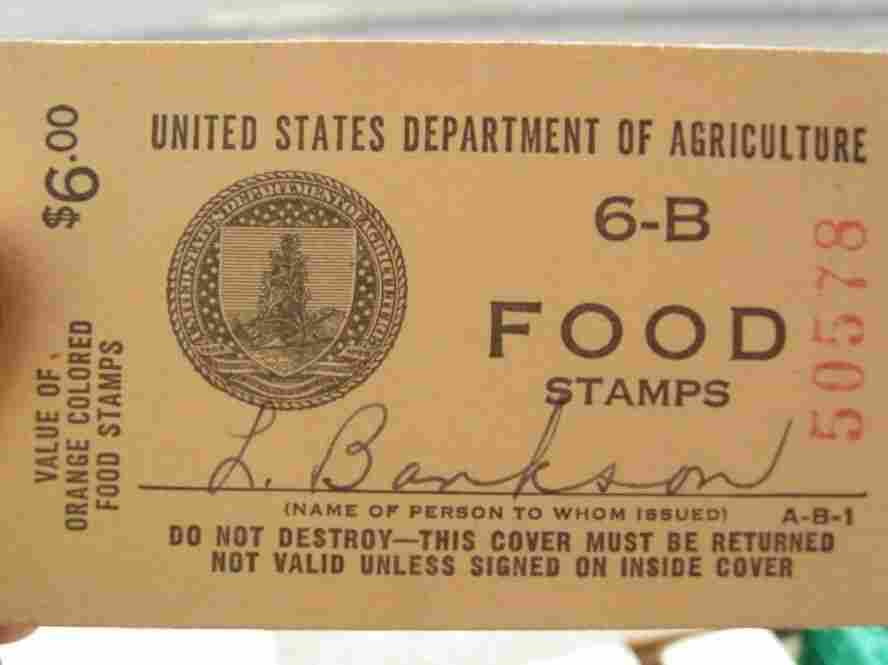 $6.00
VALUE OF
ORANGE COLORED
FOOD STAMPS
UNITED STATES DEPARTMENT OF AGRICULTURE
6-B
FOOD
STAMPS
50578
L. Bankson
(NAME OF PERSON TO WHOM ISSUED)
A-B-1
DO NOT DESTROY—THIS COVER MUST BE RETURNED
NOT VALID UNLESS SIGNED ON INSIDE COVER